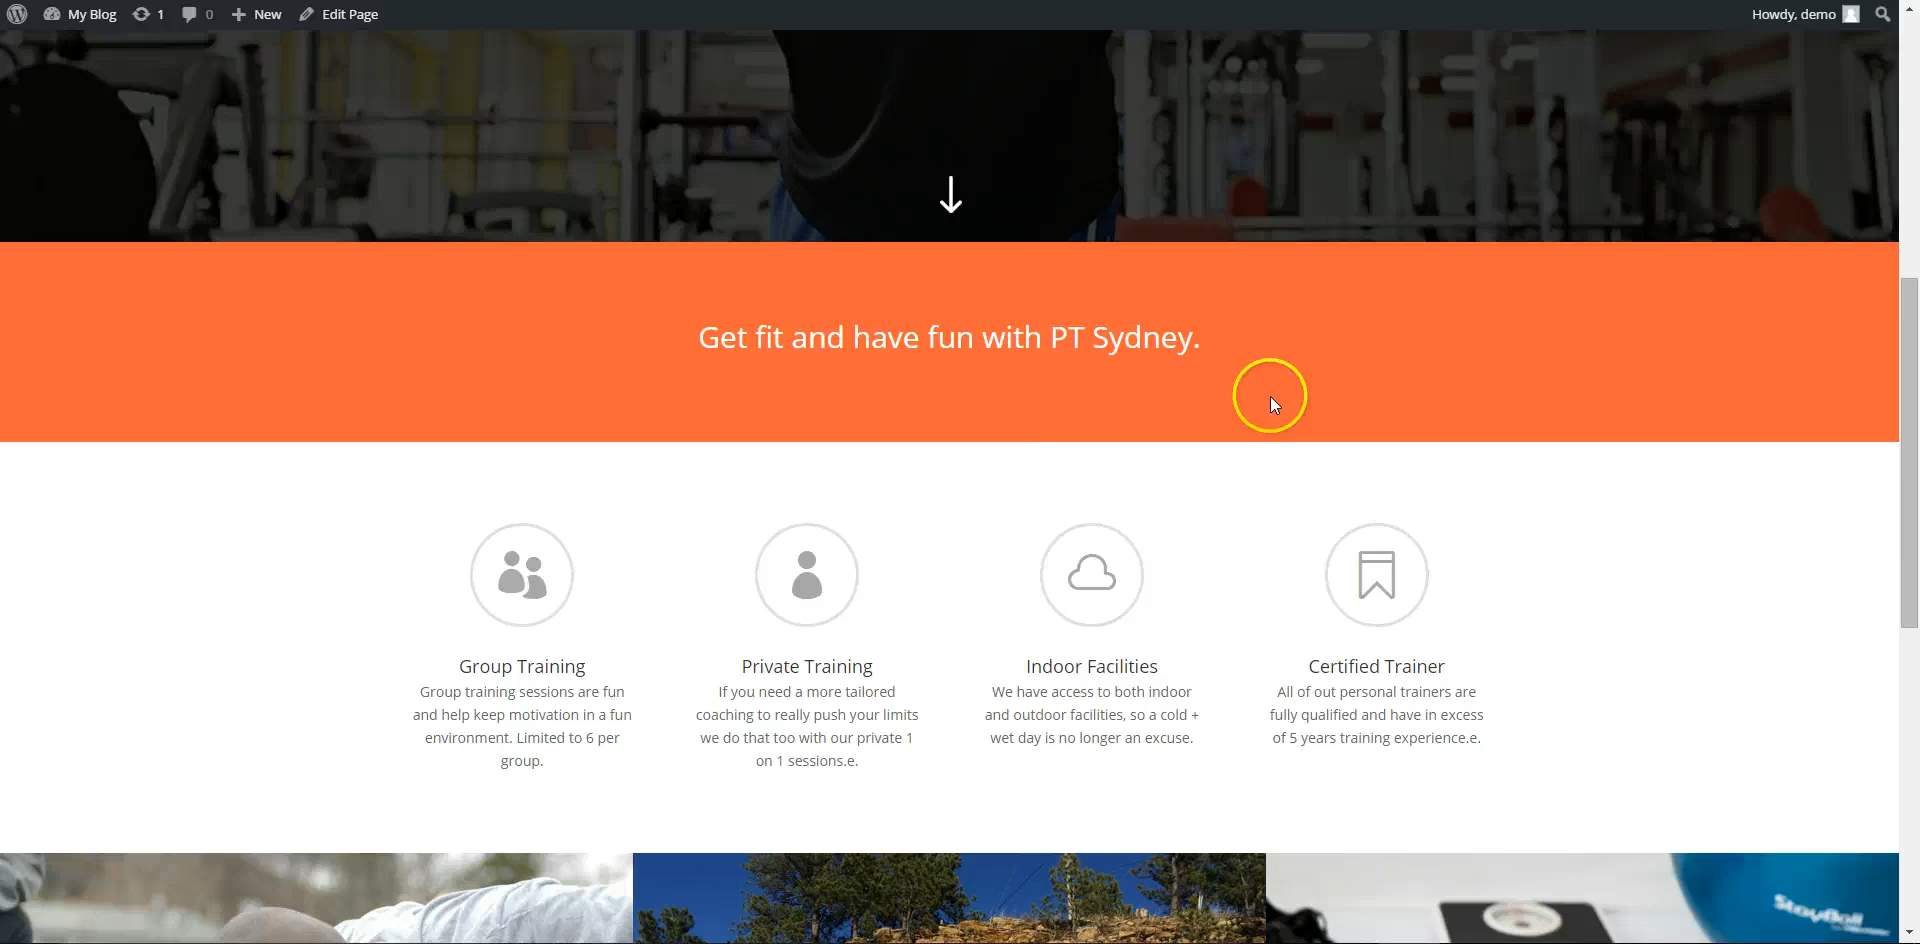 My Blog 1 0 New Edit Page Howdy, demo
Get fit and have fun with PT Sydney.
Group Training
Group training sessions are fun
and help keep motivation in a fun
environment. Limited to 6 per
group.
Private Training
If you need a more tailored
coaching to really push your limits
we do that too with our private 1
on 1 sessions.e.
Indoor Facilities
We have access to both indoor
and outdoor facilities, so a cold +
wet day is no longer an excuse.
Certified Trainer
All of out personal trainers are
fully qualified and have in excess
of 5 years training experience.e.
StayBall